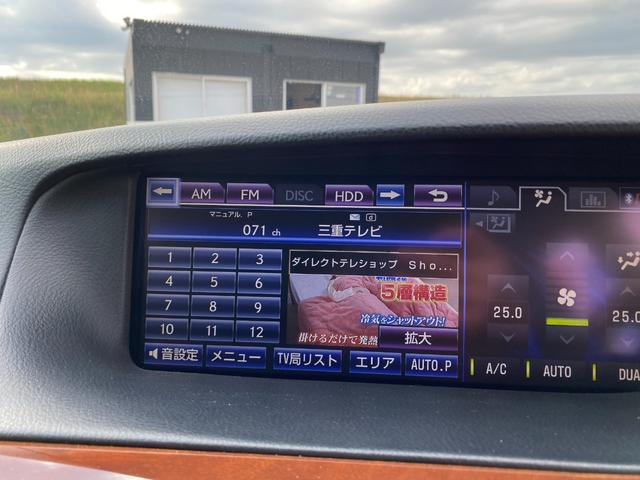 AM FM DISC HDD
マニュアル. P
071 ch 三重テレビ
1 2 3
4 5 6
7 8 9
10 11 12
ダイレクトテレショップ Sho...
5層構造
冷気をシャットアウト!
掛けるだけで発熱
拡大
音設定 メニュー TV局リスト エリア AUTO.P
25.0 25.0
A/C AUTO DUA